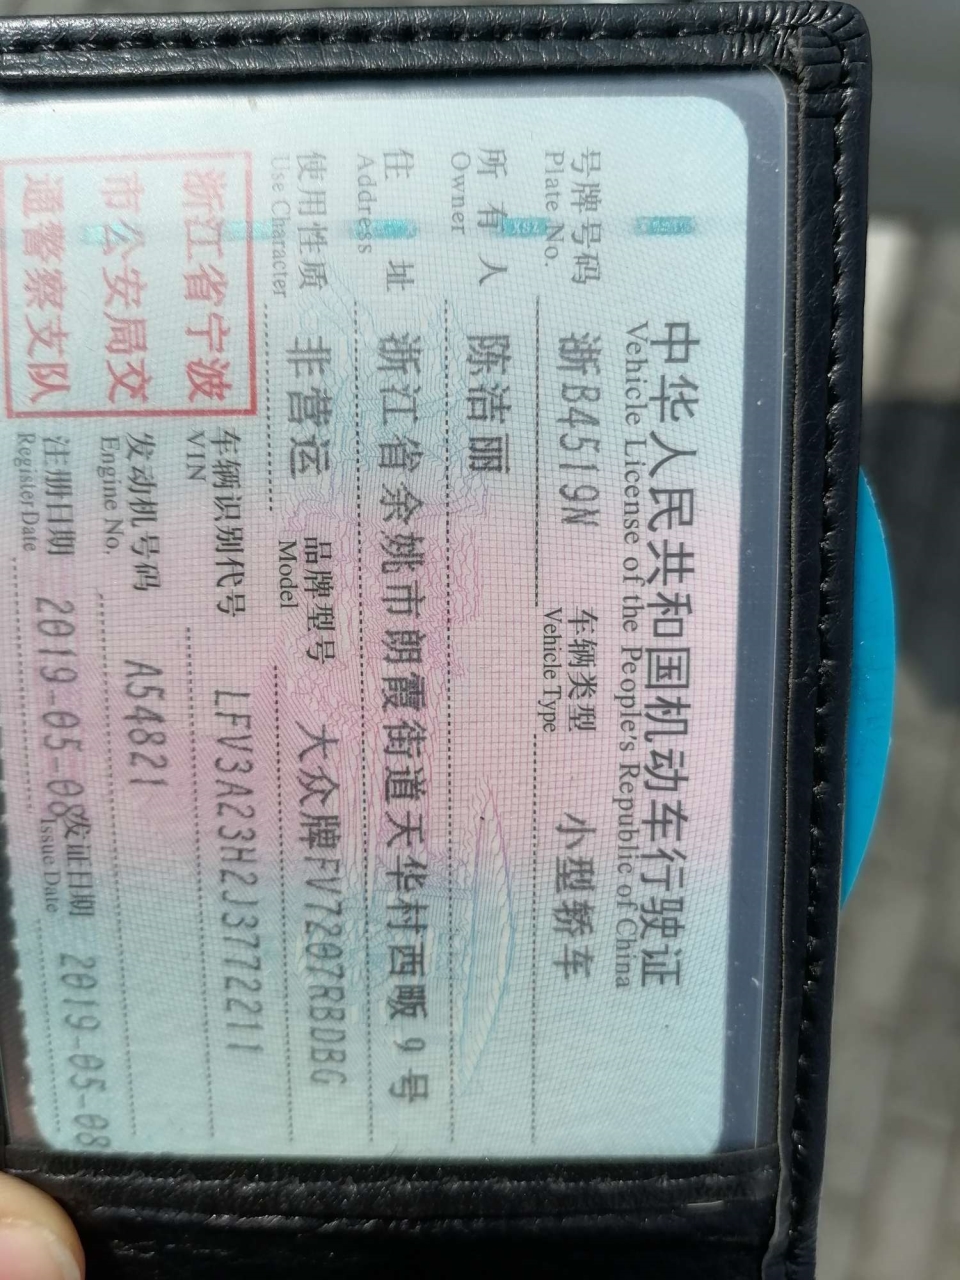 中华人民共和国机动车行驶证
Vehicle License of the People's Republic of China
号牌号码 浙B4519N 车辆类型 小型轿车
Plate No. Vehicle Type
所有人 陈洁丽
Owner
住址 浙江省余姚市朗霞街道天华村西畈9号
Address
使用性质 非营运 品牌型号 大众牌FV7207RBDBG
Use Character Model
浙江省宁波
市公安局交
通警察支队
车辆识别代号 LFV3A23H2J3772211
VIN
发动机号码 A54821
Engine No.
注册日期 2019-05-08 发证日期 2019-05-08
Register Date Issue Date